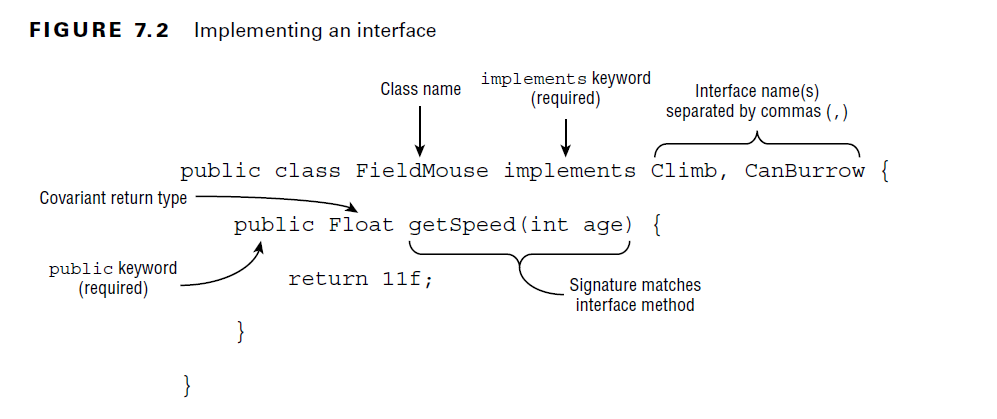 FIGURE 7.2 Implementing an interface
Class name
implements keyword
(required)
Interface name(s)
separated by commas (,)
public class FieldMouse implements Climb, CanBurrow {
Covariant return type
public Float getSpeed(int age) {
public keyword
(required)
return 11f;
Signature matches
interface method
}
}